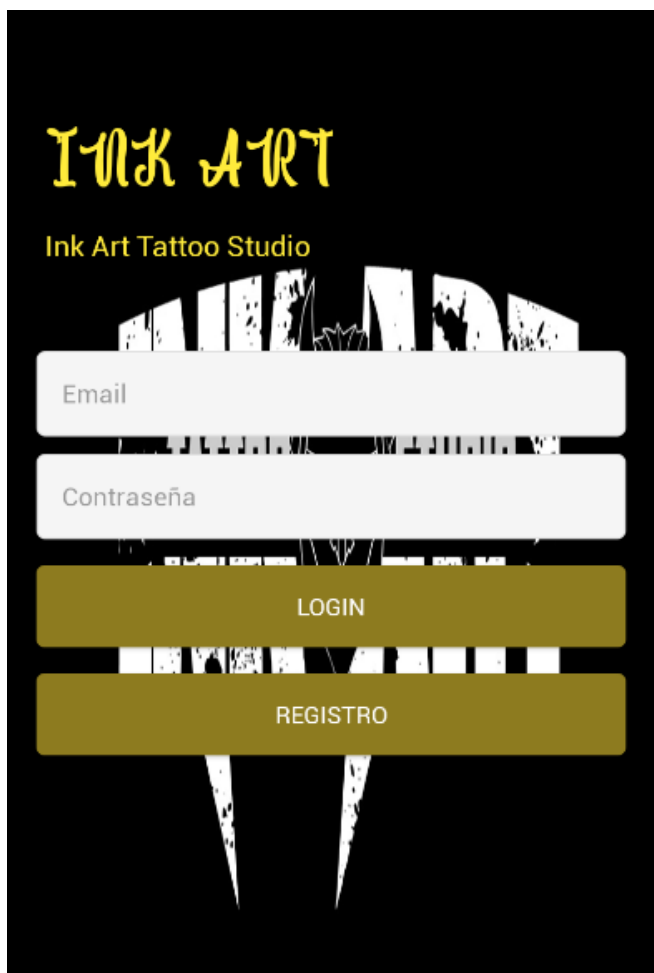 INK ART
Ink Art Tattoo Studio
Email
Contraseña
LOGIN
REGISTRO